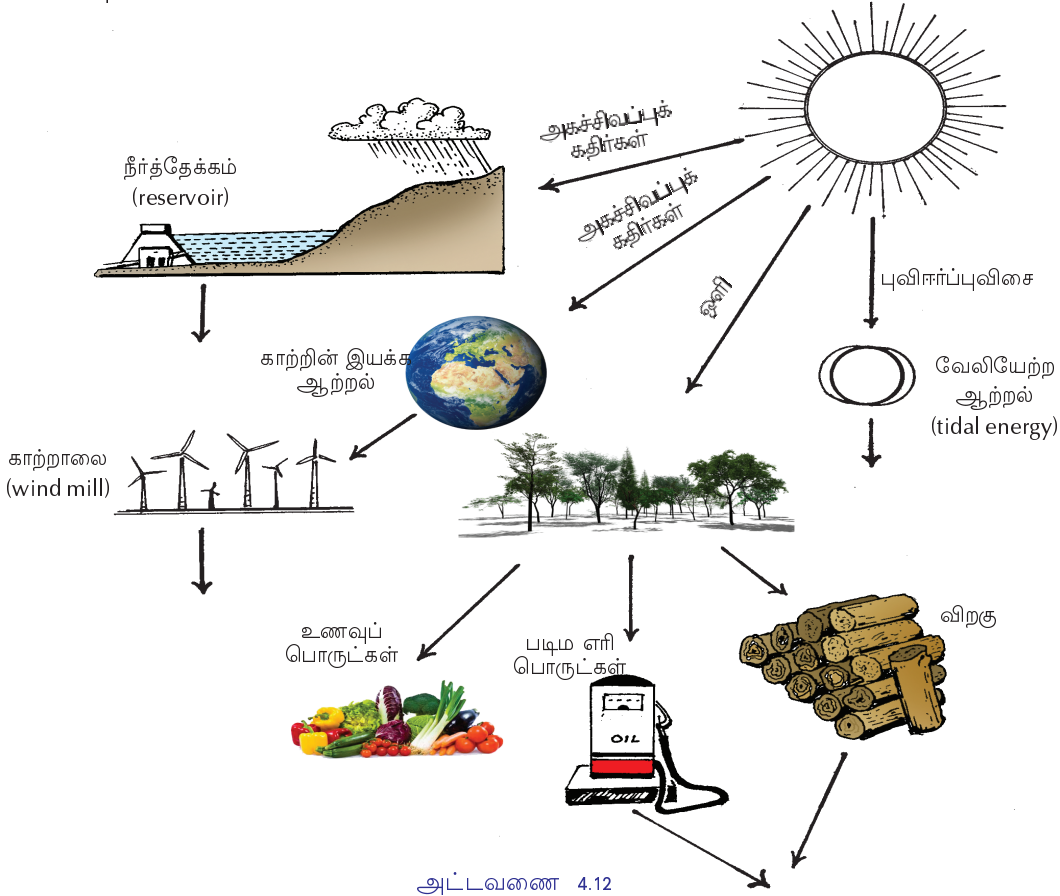 அகச்சிவப்புக்
கதிர்கள்
நீர்த்தேக்கம்
(reservoir)
அகச்சிவப்புக்
கதிர்கள்
புவிஈர்ப்புவிசை
ஒளி
காற்றின் இயக்க
ஆற்றல்
வேலியேற்ற
ஆற்றல்
(tidal energy)
காற்றாலை
(wind mill)
உணவுப்
பொருட்கள்
படிம எரி
பொருட்கள்
விறகு
OIL
அட்டவணை 4.12